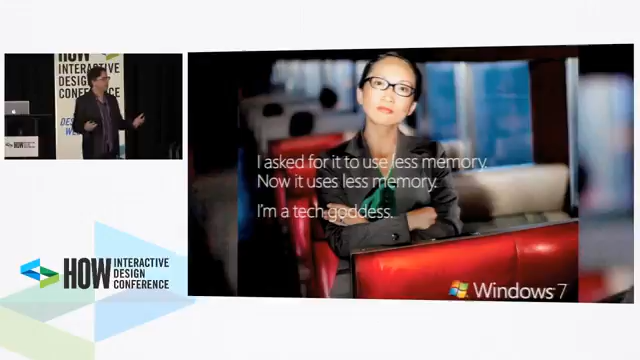 HOW
INTERACTIVE
DESIGN
CONFERENCE
I asked for it to use less memory.
Now it uses less memory.
I'm a tech goddess.
Windows 7
HOW INTERACTIVE
DESIGN
CONFERENCE